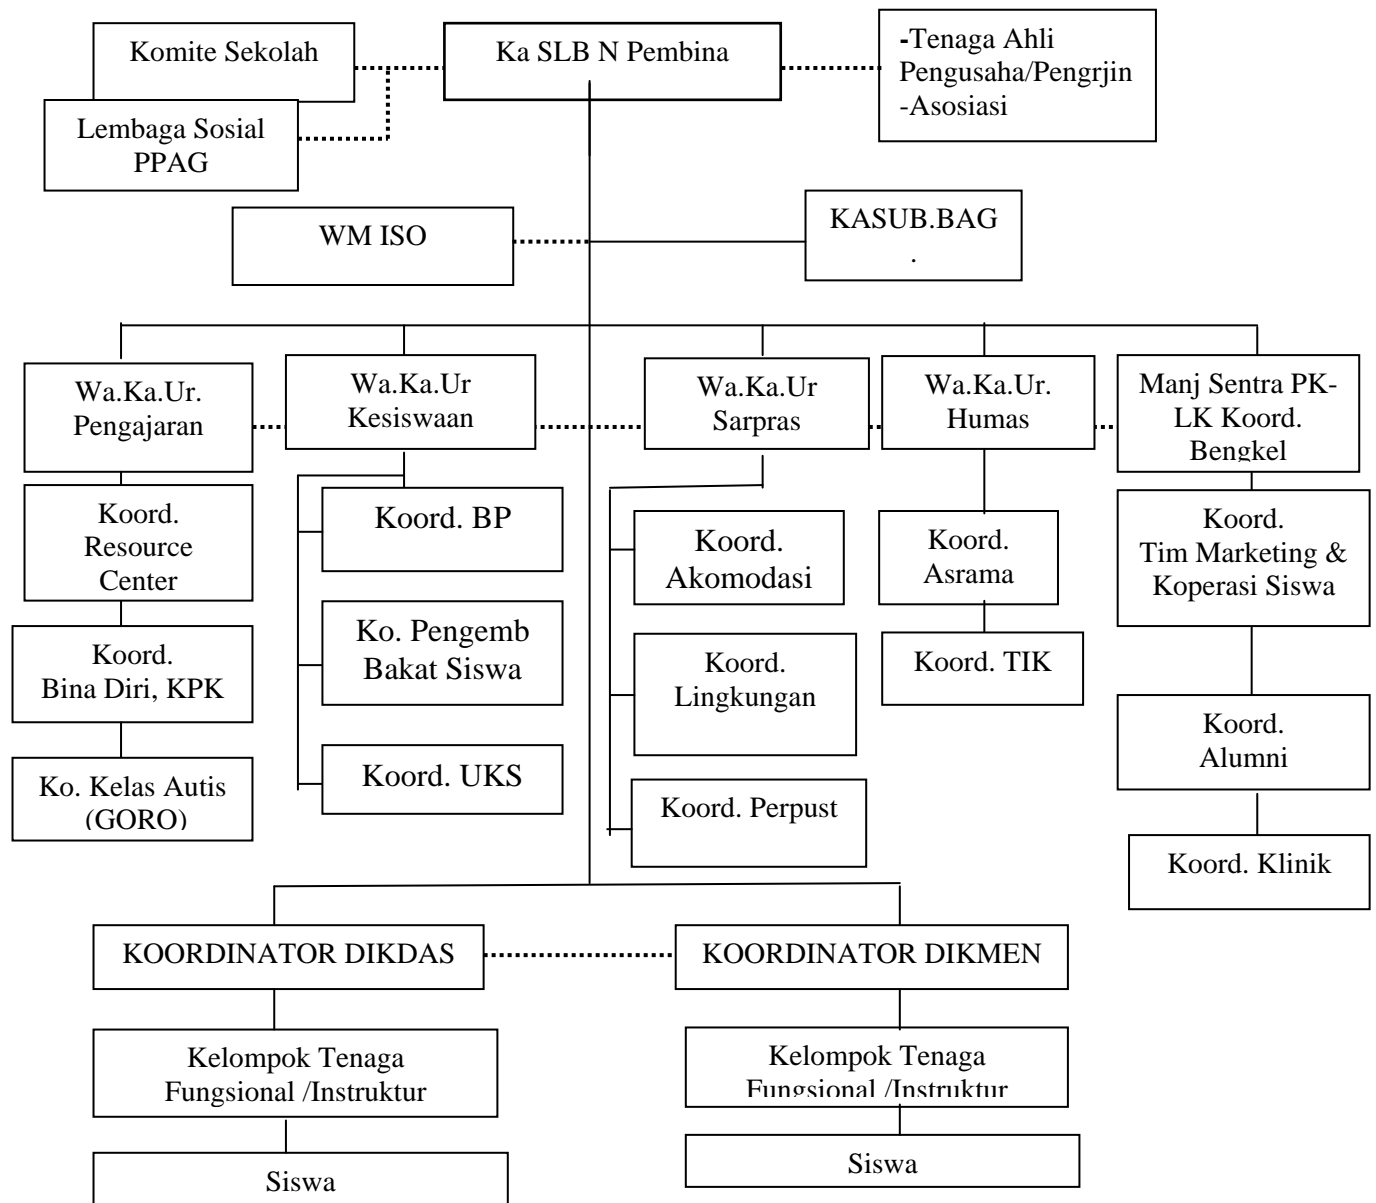 Komite Sekolah
Ka SLB N Pembina
-Tenaga Ahli
Pengusaha/Pengrjin
-Asosiasi
Lembaga Sosial
PPAG
WM ISO
KASUB.BAG
.
Wa.Ka.Ur.
Pengajaran
Wa.Ka.Ur
Kesiswaan
Wa.Ka.Ur
Sarpras
Wa.Ka.Ur.
Humas
Manj Sentra PK-
LK Koord.
Bengkel
Koord.
Resource
Center
Koord. BP
Koord.
Akomodasi
Koord.
Asrama
Koord.
Tim Marketing &
Koperasi Siswa
Koord.
Bina Diri, KPK
Ko. Pengemb
Bakat Siswa
Koord.
Lingkungan
Koord. TIK
Koord.
Alumni
Ko. Kelas Autis
(GORO)
Koord. UKS
Koord. Perpust
Koord. Klinik
KOORDINATOR DIKDAS
KOORDINATOR DIKMEN
Kelompok Tenaga
Fungsional /Instruktur
Kelompok Tenaga
Fungsional /Instruktur
Siswa
Siswa